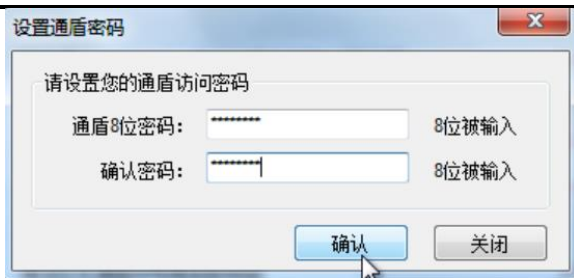 设置通盾密码
请设置您的通盾访问密码
通盾8位密码： ******** 8位被输入
确认密码： ******** 8位被输入
确认 关闭